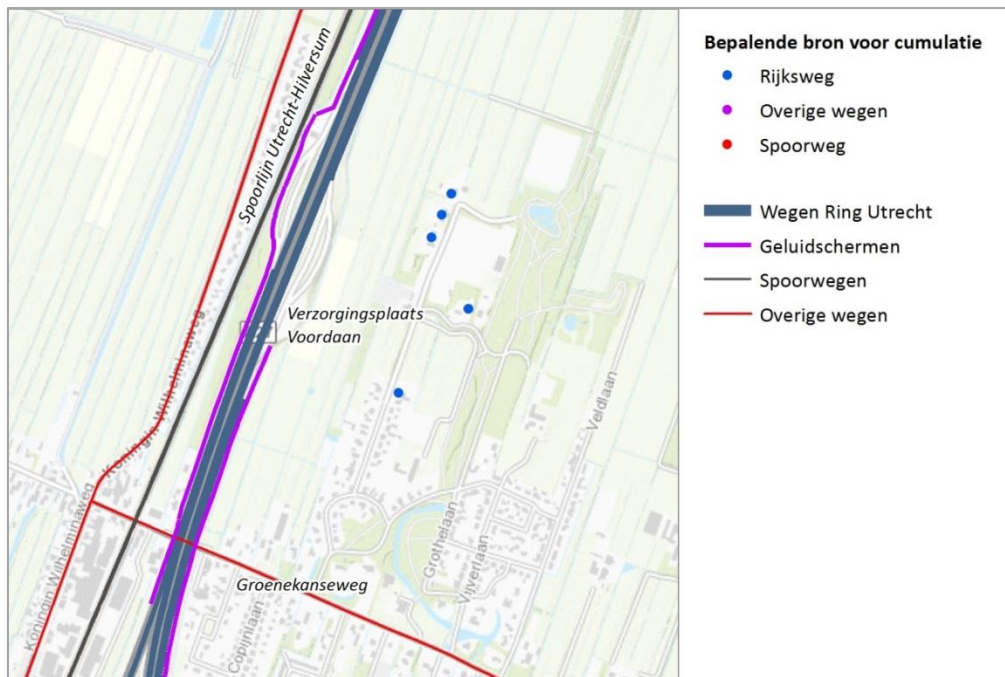 Spoorlijn Utrecht-Hilversum
Koningin Wilhelminaweg
Verzorgingsplaats
Voordaan
Veldlaan
Koningin Wilhelminaweg
Groenekanseweg
Copijnlaan
Grothelaan
Vijverlaan
Bepalende bron voor cumulatie
Rijksweg
Overige wegen
Spoorweg
Wegen Ring Utrecht
Geluidschermen
Spoorwegen
Overige wegen